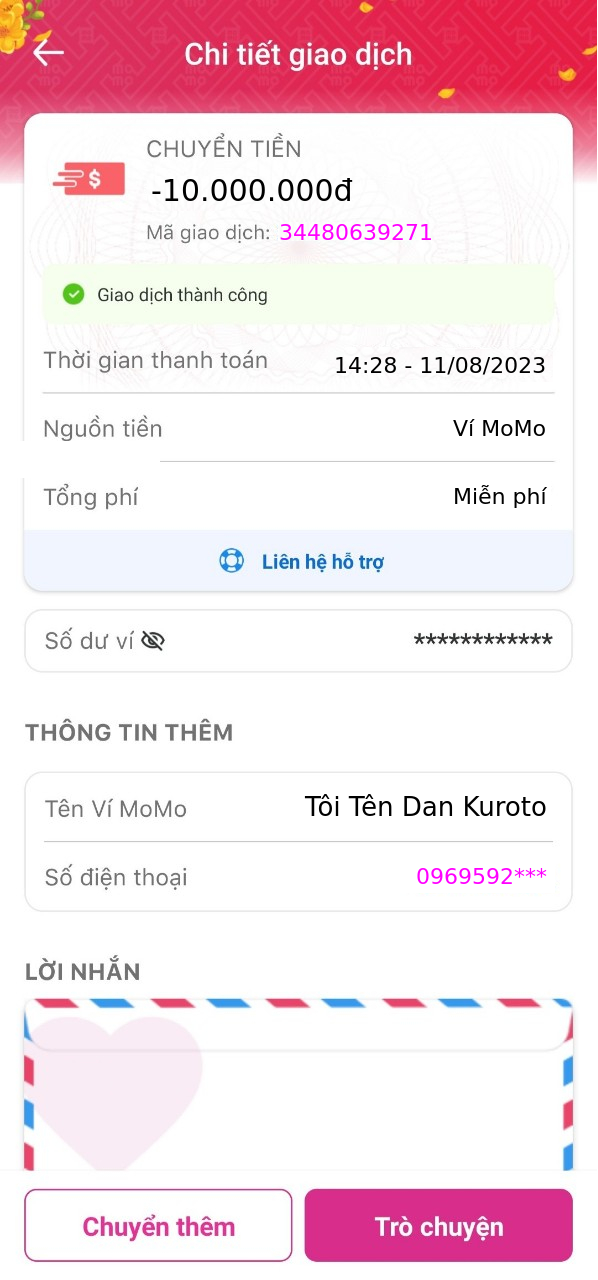 Chi tiết giao dịch
CHUYỂN TIỀN
$
-10.000.000đ
Mã giao dịch: 34480639271
Giao dịch thành công
Thời gian thanh toán 14:28 - 11/08/2023
Nguồn tiền Ví MoMo
Tổng phí Miễn phí
Liên hệ hỗ trợ
Số dư ví ************
THÔNG TIN THÊM
Tên Ví MoMo Tôi Tên Dan Kuroto
Số điện thoại 0969592***
LỜI NHẮN
Chuyển thêm Trò chuyện